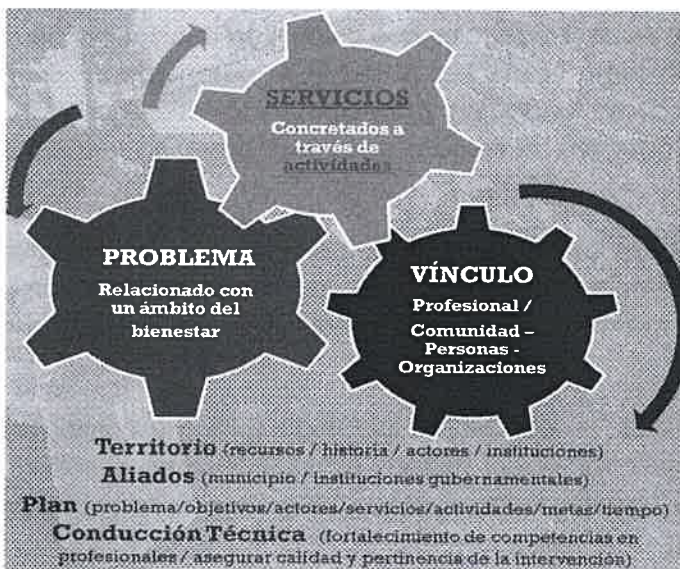 SERVICIOS
Concretados a
través de
actividades
PROBLEMA
Relacionado con
un ámbito del
bienestar
VÍNCULO
Profesional /
Comunidad –
Personas -
Organizaciones
Territorio (recursos / historia / actores / instituciones)
Aliados (municipio / instituciones gubernamentales)
Plan (problema/objetivos/actores/servicios/actividades/metas/tiempo)
Conducción Técnica (fortalecimiento de competencias en
profesionales / asegurar calidad y pertinencia de la intervención)